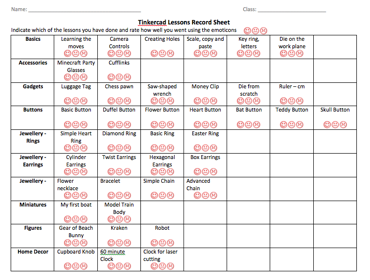 Name: Class:
Tinkercad Lessons Record Sheet
Indicate which of the lessons you have done and rate how well you went using the emoticons
Basics Learning the moves Camera Controls Creating Holes Scale, copy and paste Key ring, letters Die on the work plane
Accessories Minecraft Party Glasses Cufflinks
Gadgets Luggage Tag Chess pawn Saw-shaped wrench Money Clip Die from scratch Ruler – cm
Buttons Basic Button Duffel Button Flower Button Heart Button Bat Button Teddy Button Skull Button
Jewellery - Rings Simple Heart Ring Diamond Ring Basic Ring Easter Ring
Jewellery - Earrings Cylinder Earrings Twist Earrings Hexagonal Earrings Box Earrings
Jewellery - Flower necklace Bracelet Simple Chain Advanced Chain
Miniatures My first boat Model Train Body
Figures Gear of Beach Bunny Kraken Robot
Home Decor Cupboard Knob 60 minute Clock Clock for laser cutting